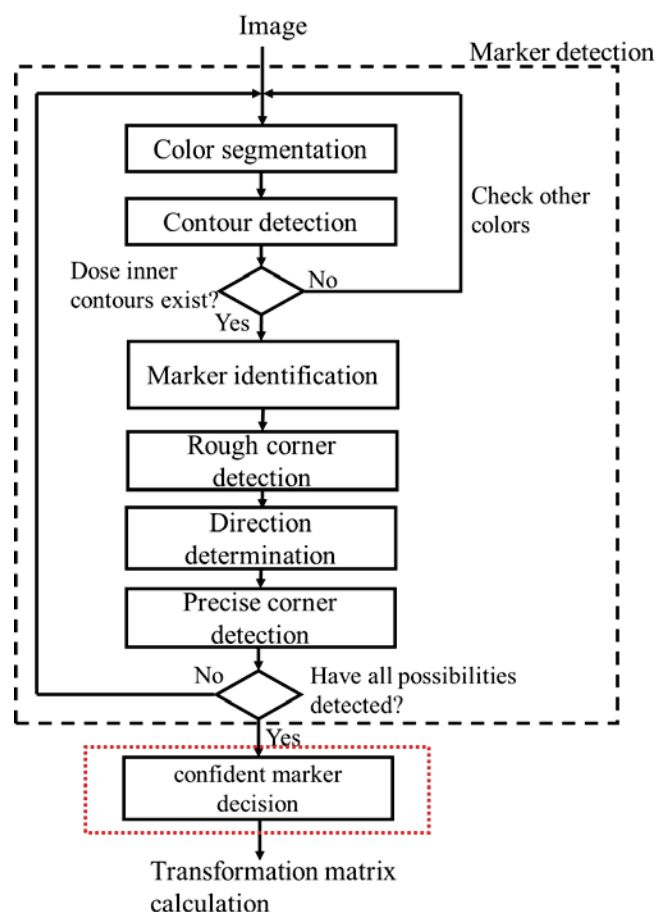 Image
Marker detection
Color segmentation
Check other
colors
Contour detection
Dose inner
contours exist?
No
Yes
Marker identification
Rough corner
detection
Direction
determination
Precise corner
detection
No
Have all possibilities
detected?
Yes
confident marker
decision
Transformation matrix
calculation